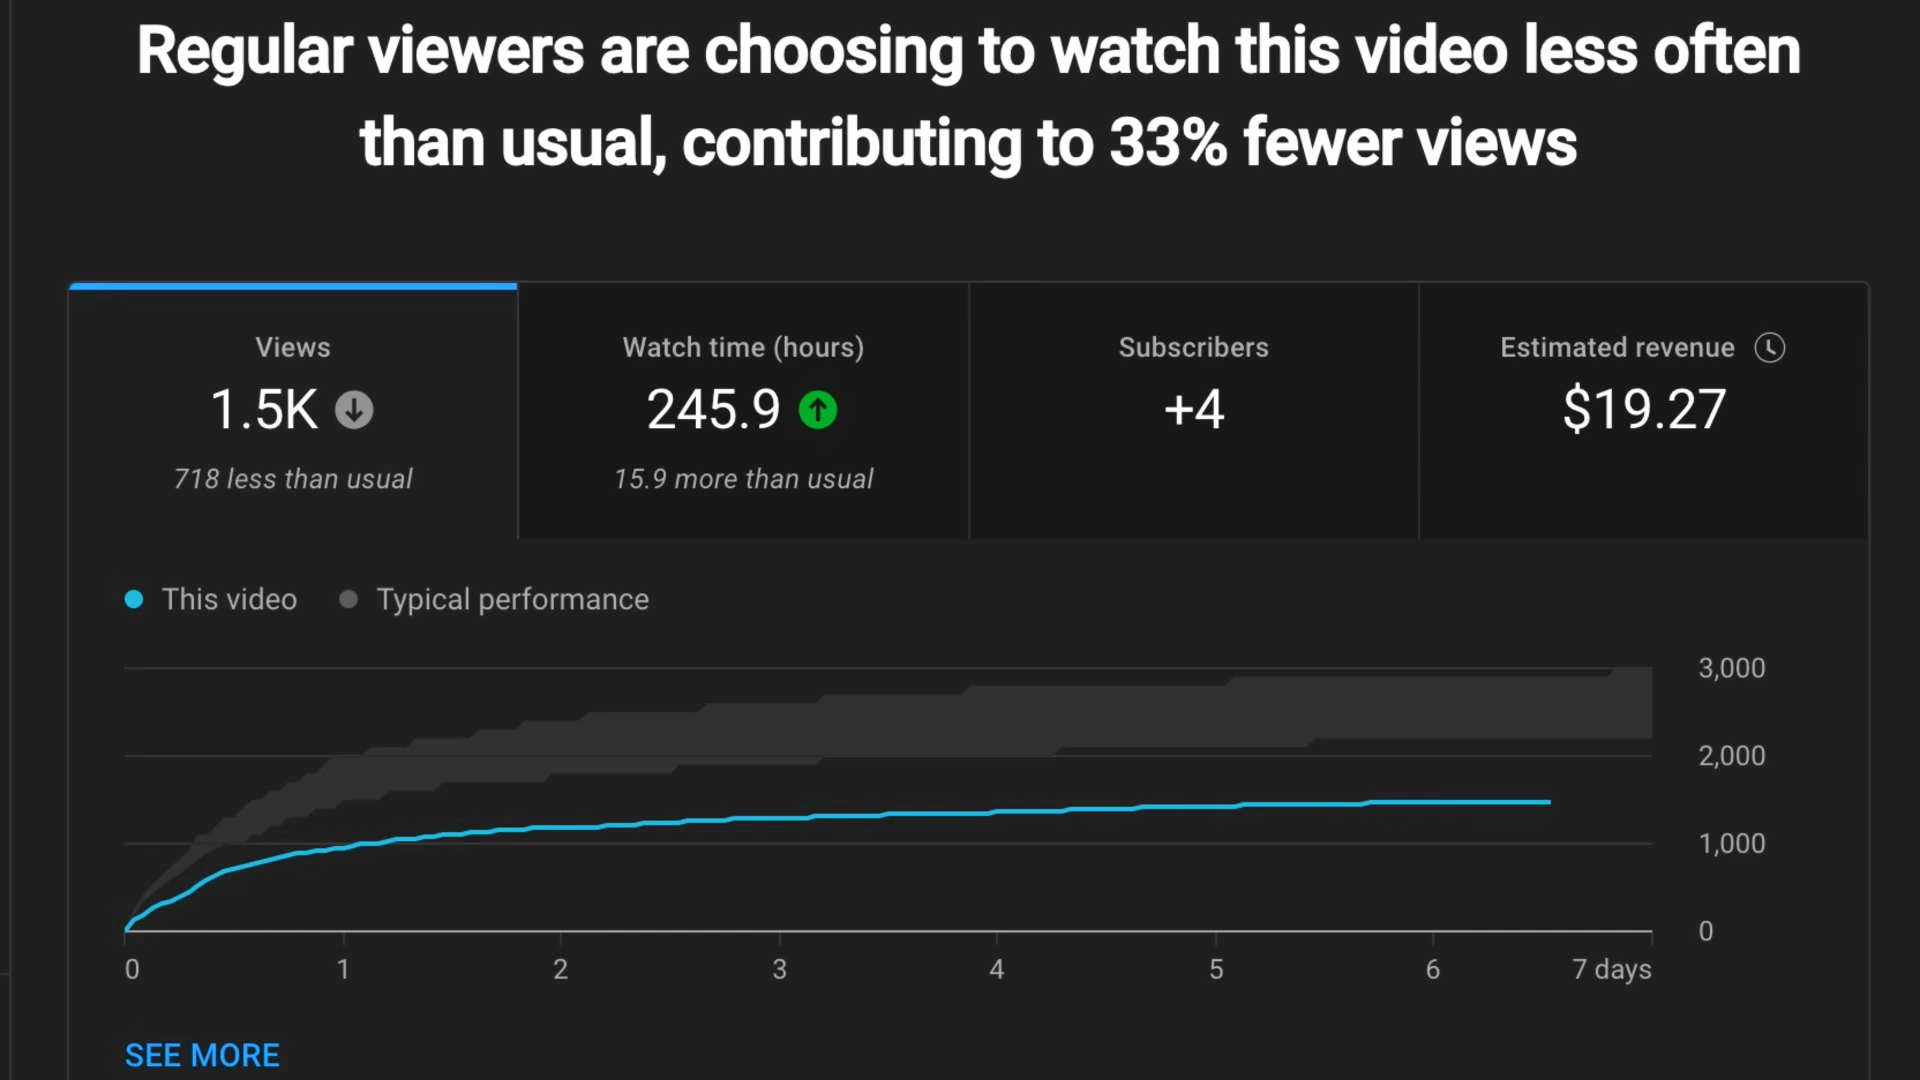 Regular viewers are choosing to watch this video less often
than usual, contributing to 33% fewer views
Views
1.5K
718 less than usual
Watch time (hours)
245.9
15.9 more than usual
Subscribers
+4
Estimated revenue
$19.27
This video
Typical performance
3,000
2,000
1,000
0
0 1 2 3 4 5 6 7 days
SEE MORE